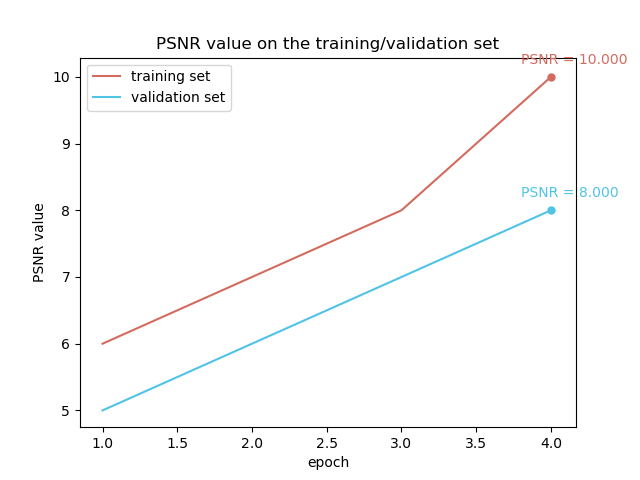 PSNR value on the training/validation set
PSNR = 10.000
training set
validation set
PSNR = 8.000
PSNR value
10
9
8
7
6
5
1.0 1.5 2.0 2.5 3.0 3.5 4.0
epoch